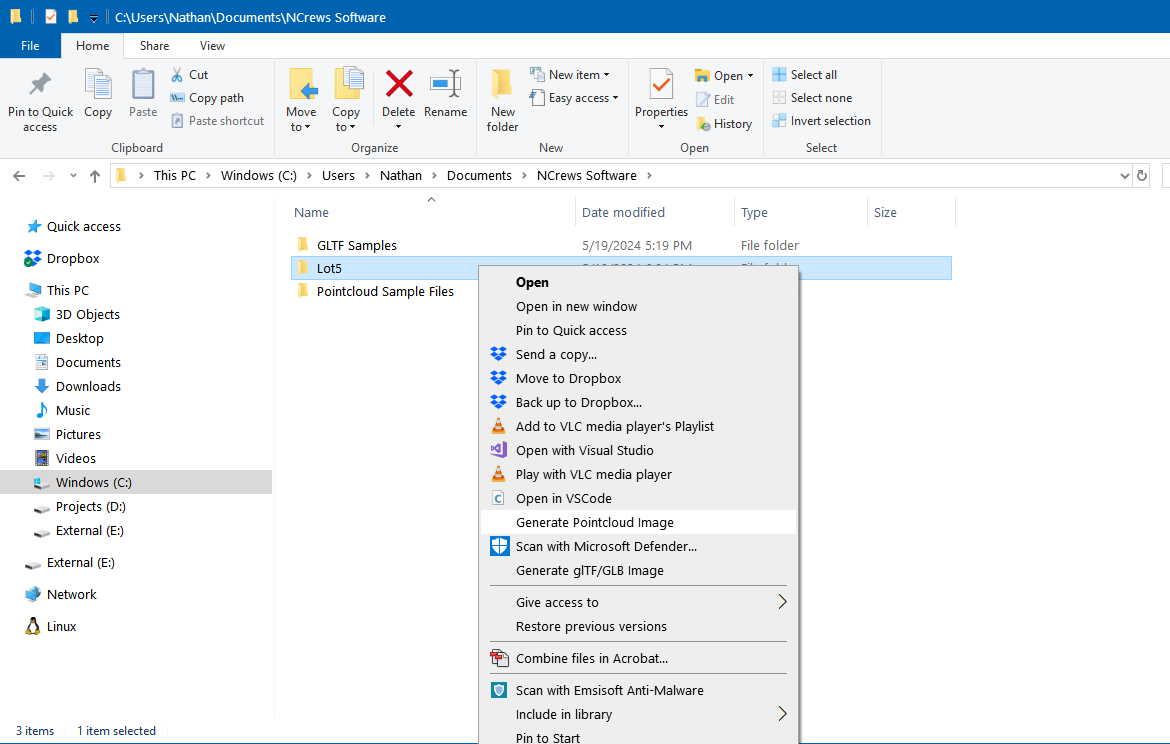 C:\Users\Nathan\Documents\NCrews Software
File Home Share View
Pin to Quick access
Copy
Paste
Cut
Copy path
Paste shortcut
Clipboard
Move to
Copy to
Delete
Rename
Organize
New folder
New item
Easy access
New
Properties
Open
Edit
History
Open
Select all
Select none
Invert selection
Select
This PC > Windows (C:) > Users > Nathan > Documents > NCrews Software >
Name Date modified Type Size
GLTF Samples 5/19/2024 5:19 PM File folder
Lot5
Pointcloud Sample Files
Quick access
Dropbox
This PC
3D Objects
Desktop
Documents
Downloads
Music
Pictures
Videos
Windows (C:)
Projects (D:)
External (E:)
External (E:)
Network
Linux
Open
Open in new window
Pin to Quick access
Send a copy...
Move to Dropbox
Back up to Dropbox...
Add to VLC media player's Playlist
Open with Visual Studio
Play with VLC media player
Open in VSCode
Generate Pointcloud Image
Scan with Microsoft Defender...
Generate glTF/GLB Image
Give access to
Restore previous versions
Combine files in Acrobat...
Scan with Emsisoft Anti-Malware
Include in library
Pin to Start
3 items 1 item selected